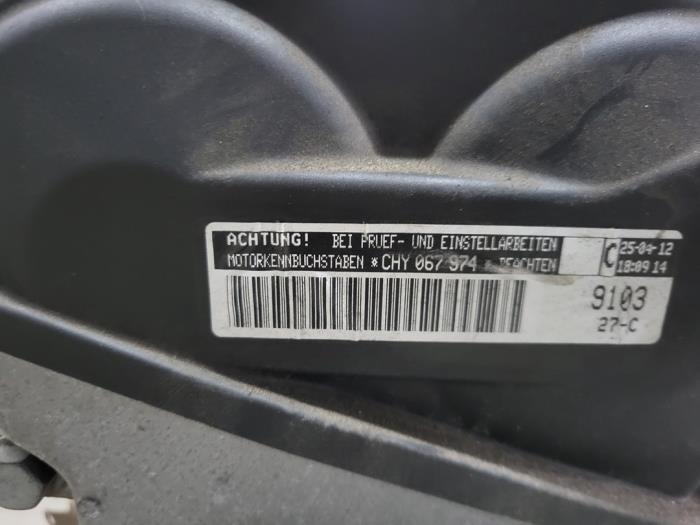 ACHTUNG! BEI PRUEF- UND EINSTELLARBEITEN
MOTORKENNBUCHSTABEN *CHY 067 974 * BEACHTEN
C
25-04-12
18:09 14
9103
27-C